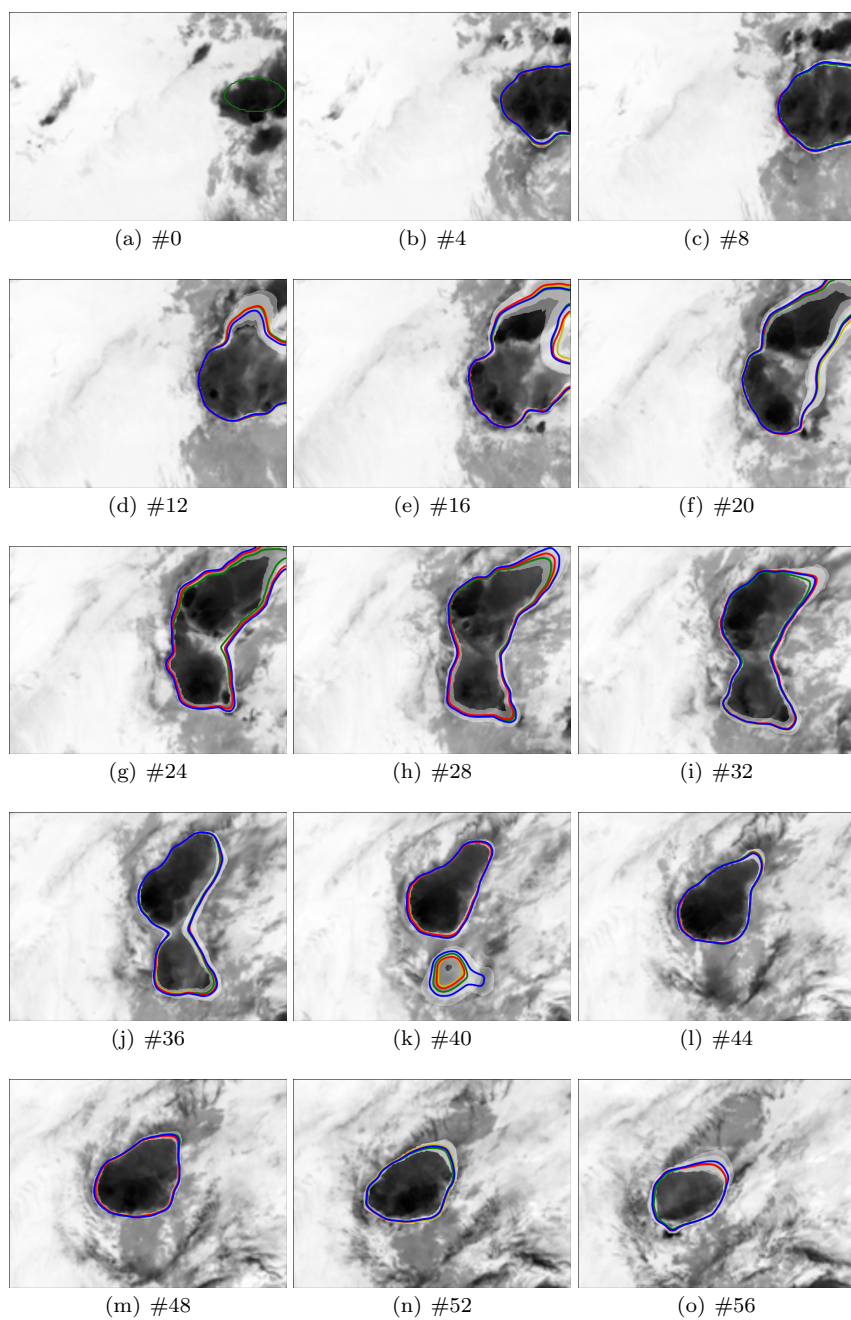 (a) #0 (b) #4 (c) #8
(d) #12 (e) #16 (f) #20
(g) #24 (h) #28 (i) #32
(j) #36 (k) #40 (l) #44
(m) #48 (n) #52 (o) #56